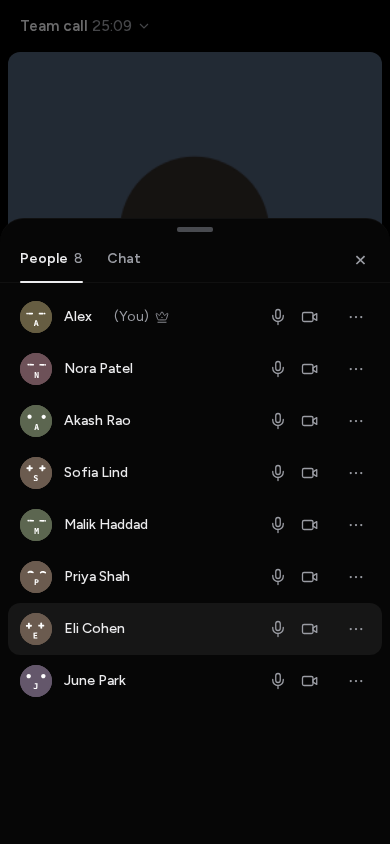 Team call 25:09
People 8 Chat
A
Alex (You)
N
Nora Patel
A
Akash Rao
S
Sofia Lind
M
Malik Haddad
P
Priya Shah
E
Eli Cohen
J
June Park